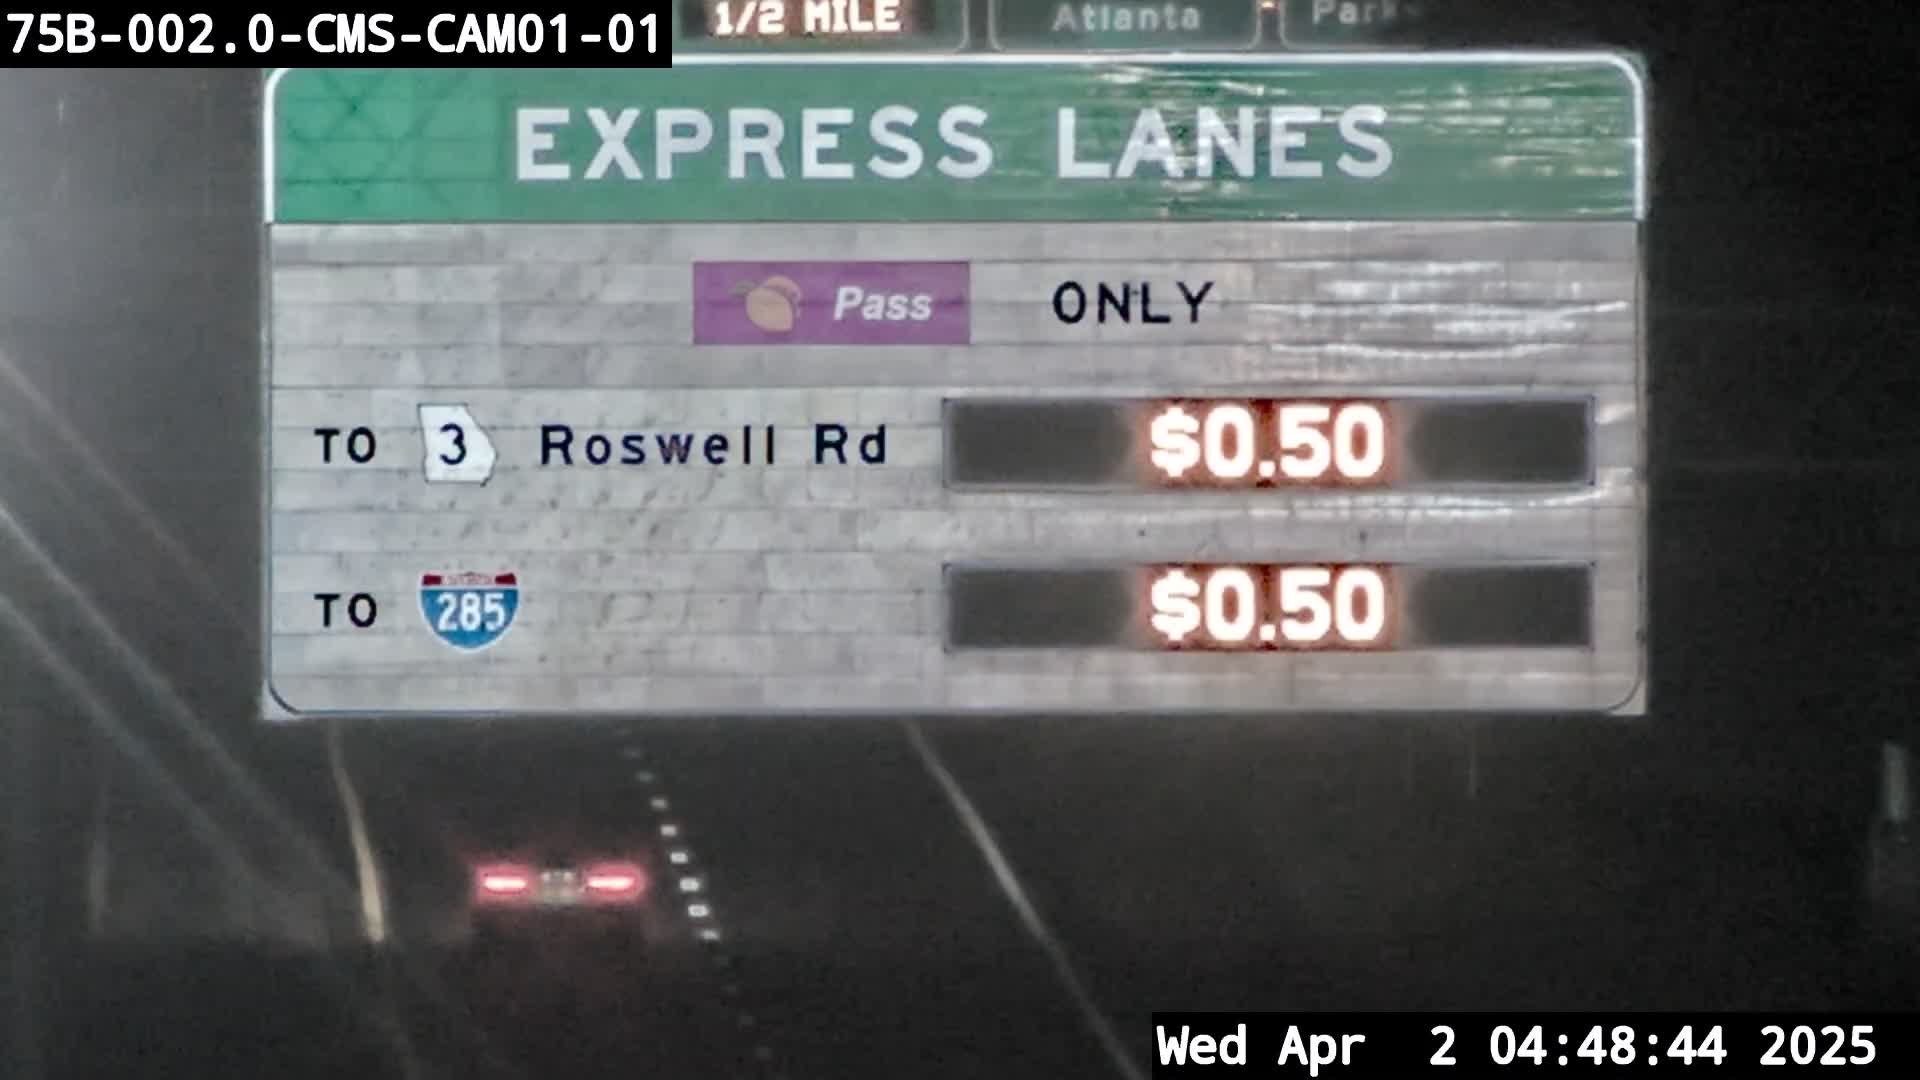 75B-002.0-CMS-CAM01-01
1/2 MILE
Atlanta
EXPRESS LANES
Pass ONLY
TO 3 Roswell Rd $0.50
TO 285 $0.50
Wed Apr 2 04:48:44 2025